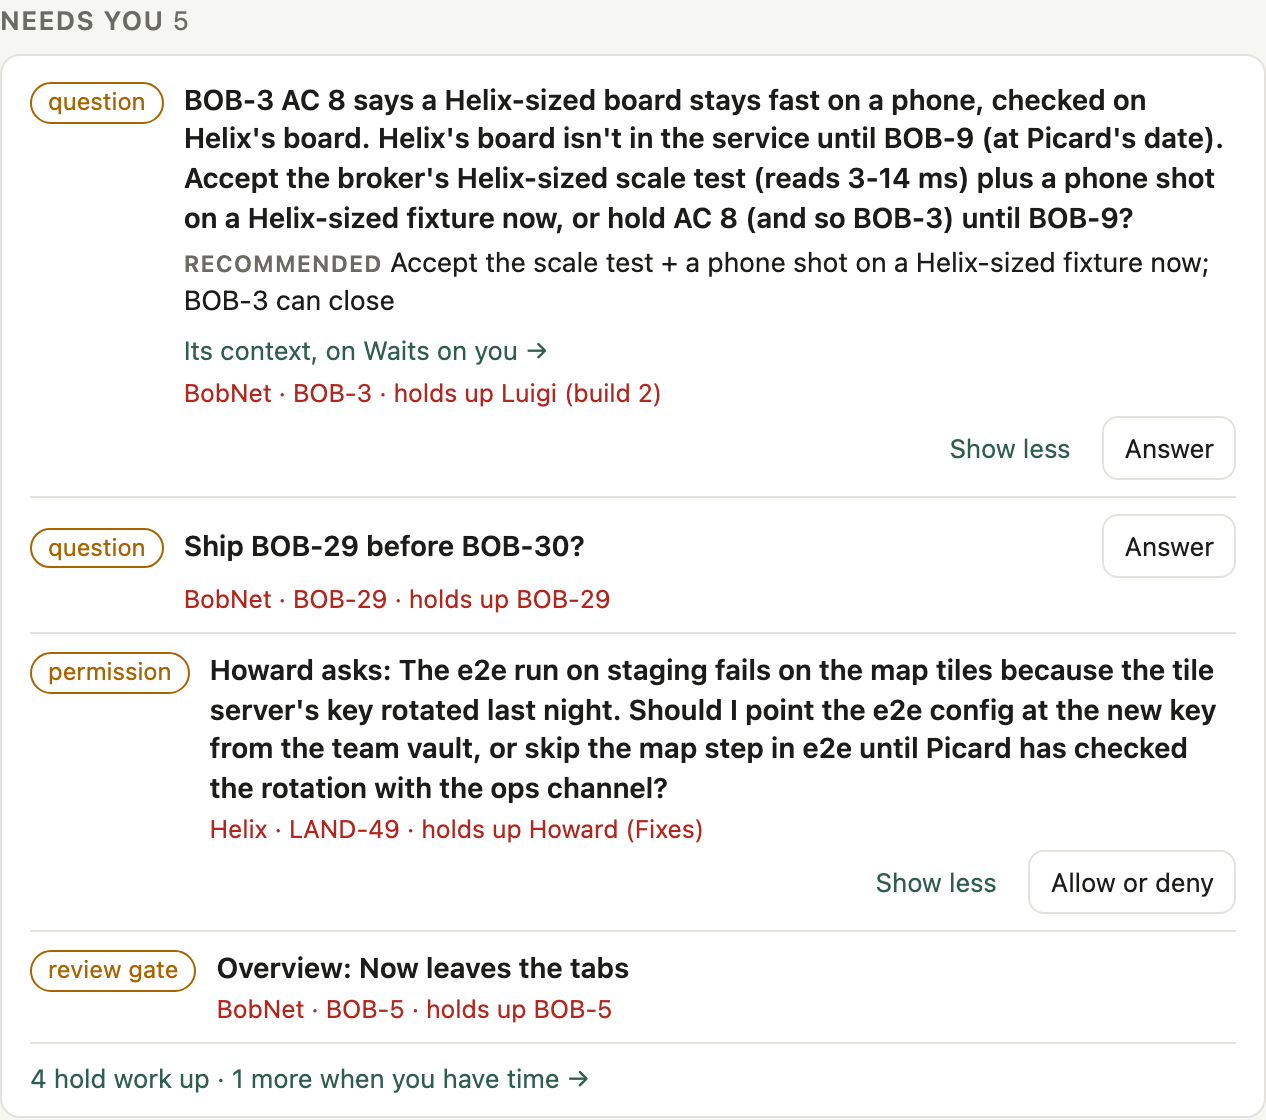 NEEDS YOU 5
question
BOB-3 AC 8 says a Helix-sized board stays fast on a phone, checked on
Helix's board. Helix's board isn't in the service until BOB-9 (at Picard's date).
Accept the broker's Helix-sized scale test (reads 3-14 ms) plus a phone shot
on a Helix-sized fixture now, or hold AC 8 (and so BOB-3) until BOB-9?
RECOMMENDED Accept the scale test + a phone shot on a Helix-sized fixture now;
BOB-3 can close
Its context, on Waits on you →
BobNet · BOB-3 · holds up Luigi (build 2)
Show less
Answer
question
Ship BOB-29 before BOB-30?
Answer
BobNet · BOB-29 · holds up BOB-29
permission
Howard asks: The e2e run on staging fails on the map tiles because the tile
server's key rotated last night. Should I point the e2e config at the new key
from the team vault, or skip the map step in e2e until Picard has checked
the rotation with the ops channel?
Helix · LAND-49 · holds up Howard (Fixes)
Show less
Allow or deny
review gate
Overview: Now leaves the tabs
BobNet · BOB-5 · holds up BOB-5
4 hold work up · 1 more when you have time →